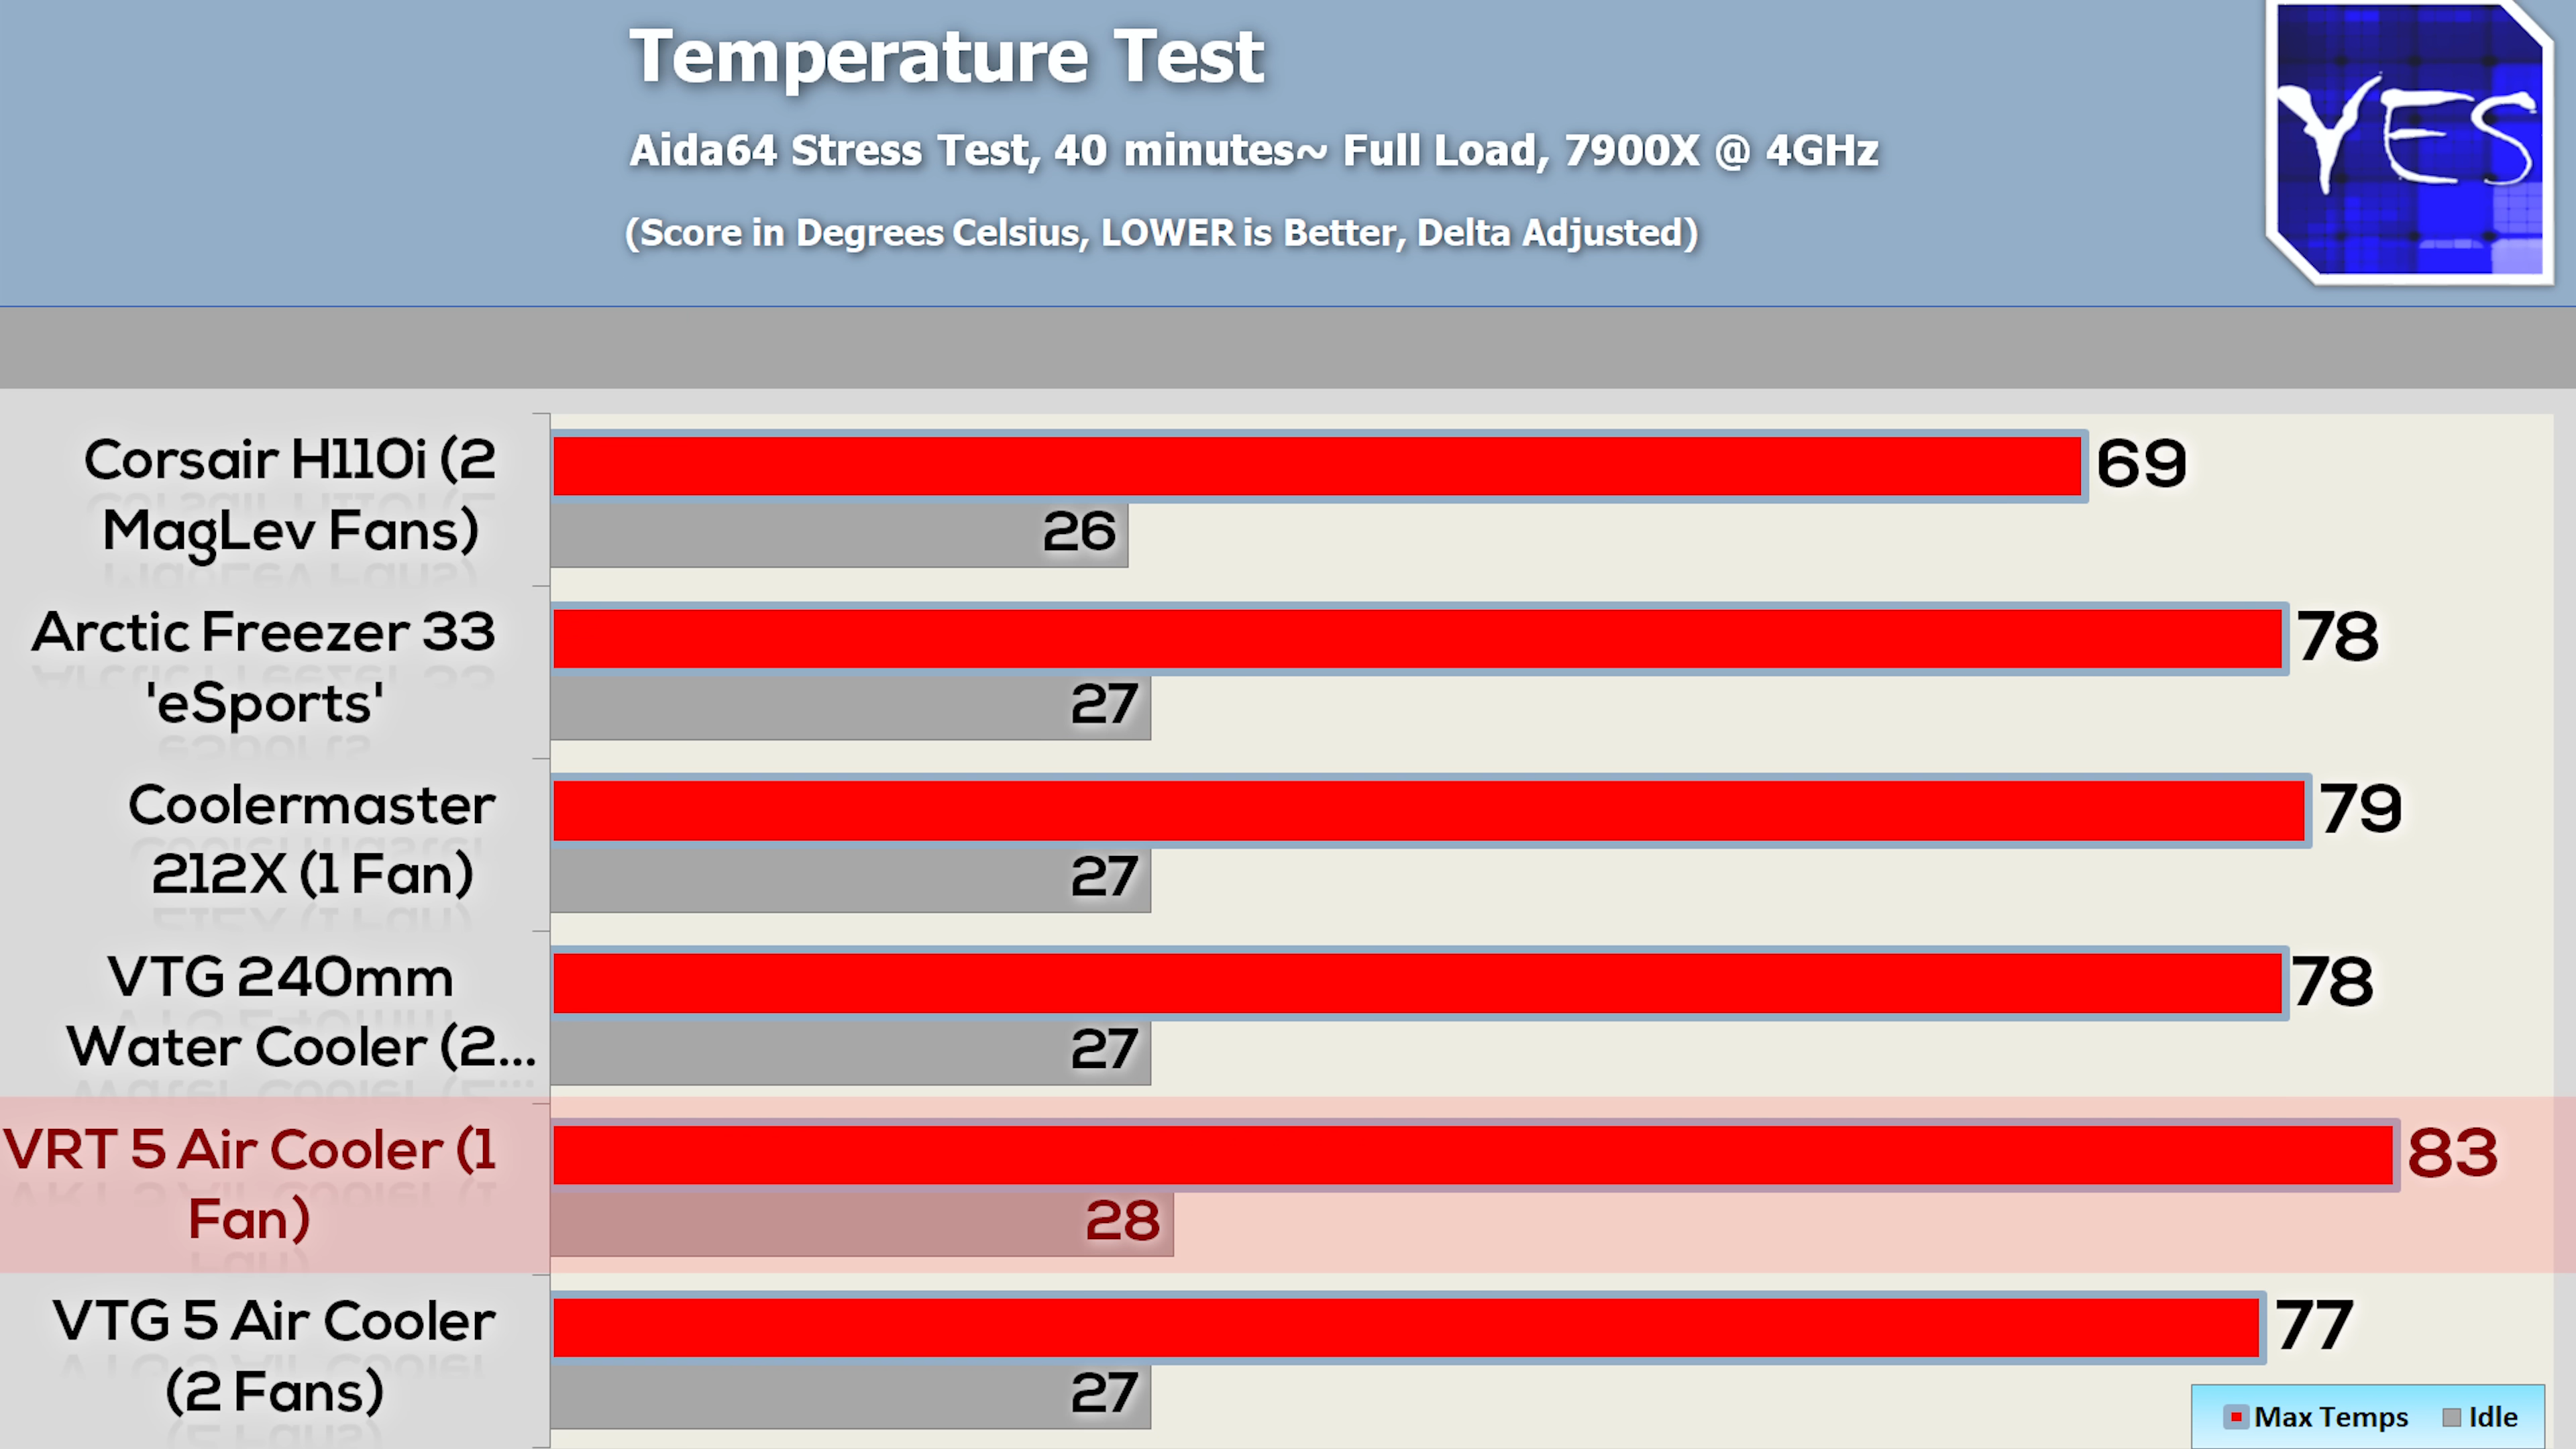 Temperature Test
Aida64 Stress Test, 40 minutes~ Full Load, 7900X @ 4GHz
(Score in Degrees Celsius, LOWER is Better, Delta Adjusted)
YES
Corsair H110i (2
MagLev Fans)
69
26
Arctic Freezer 33
'eSports'
78
27
Coolermaster
212X (1 Fan)
79
27
VTG 240mm
Water Cooler (2...
78
27
VRT 5 Air Cooler (1
Fan)
83
28
VTG 5 Air Cooler
(2 Fans)
77
27
Max Temps
Idle